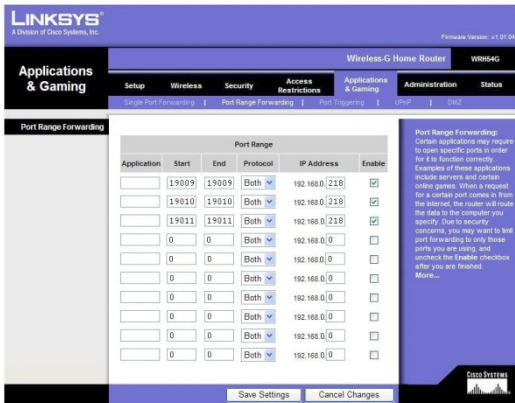 LINKSYS®
A Division of Cisco Systems, Inc.
Firmware Version: v1.01.04
Wireless-G Home Router WRH54G
Applications & Gaming
Setup Wireless Security Access Restrictions Applications & Gaming Administration Status
Single Port Forwarding | Port Range Forwarding | Port Triggering | UPnP | DMZ
Port Range Forwarding
Port Range
Application Start End Protocol IP Address Enable
19009 19009 Both 192.168.0. 218
19010 19010 Both 192.168.0. 218
19011 19011 Both 192.168.0. 218
0 0 Both 192.168.0. 0
0 0 Both 192.168.0. 0
0 0 Both 192.168.0. 0
0 0 Both 192.168.0. 0
0 0 Both 192.168.0. 0
0 0 Both 192.168.0. 0
0 0 Both 192.168.0. 0
Port Range Forwarding:
Certain applications may require
to open specific ports in order
for it to function correctly.
Examples of these applications
include servers and certain
online games. When a request
for a certain port comes in from
the Internet, the router will route
the data to the computer you
specify. Due to security
concerns, you may want to limit
port forwarding to only those
ports you are using, and
uncheck the Enable checkbox
after you are finished.
More...
Save Settings Cancel Changes
CISCO SYSTEMS